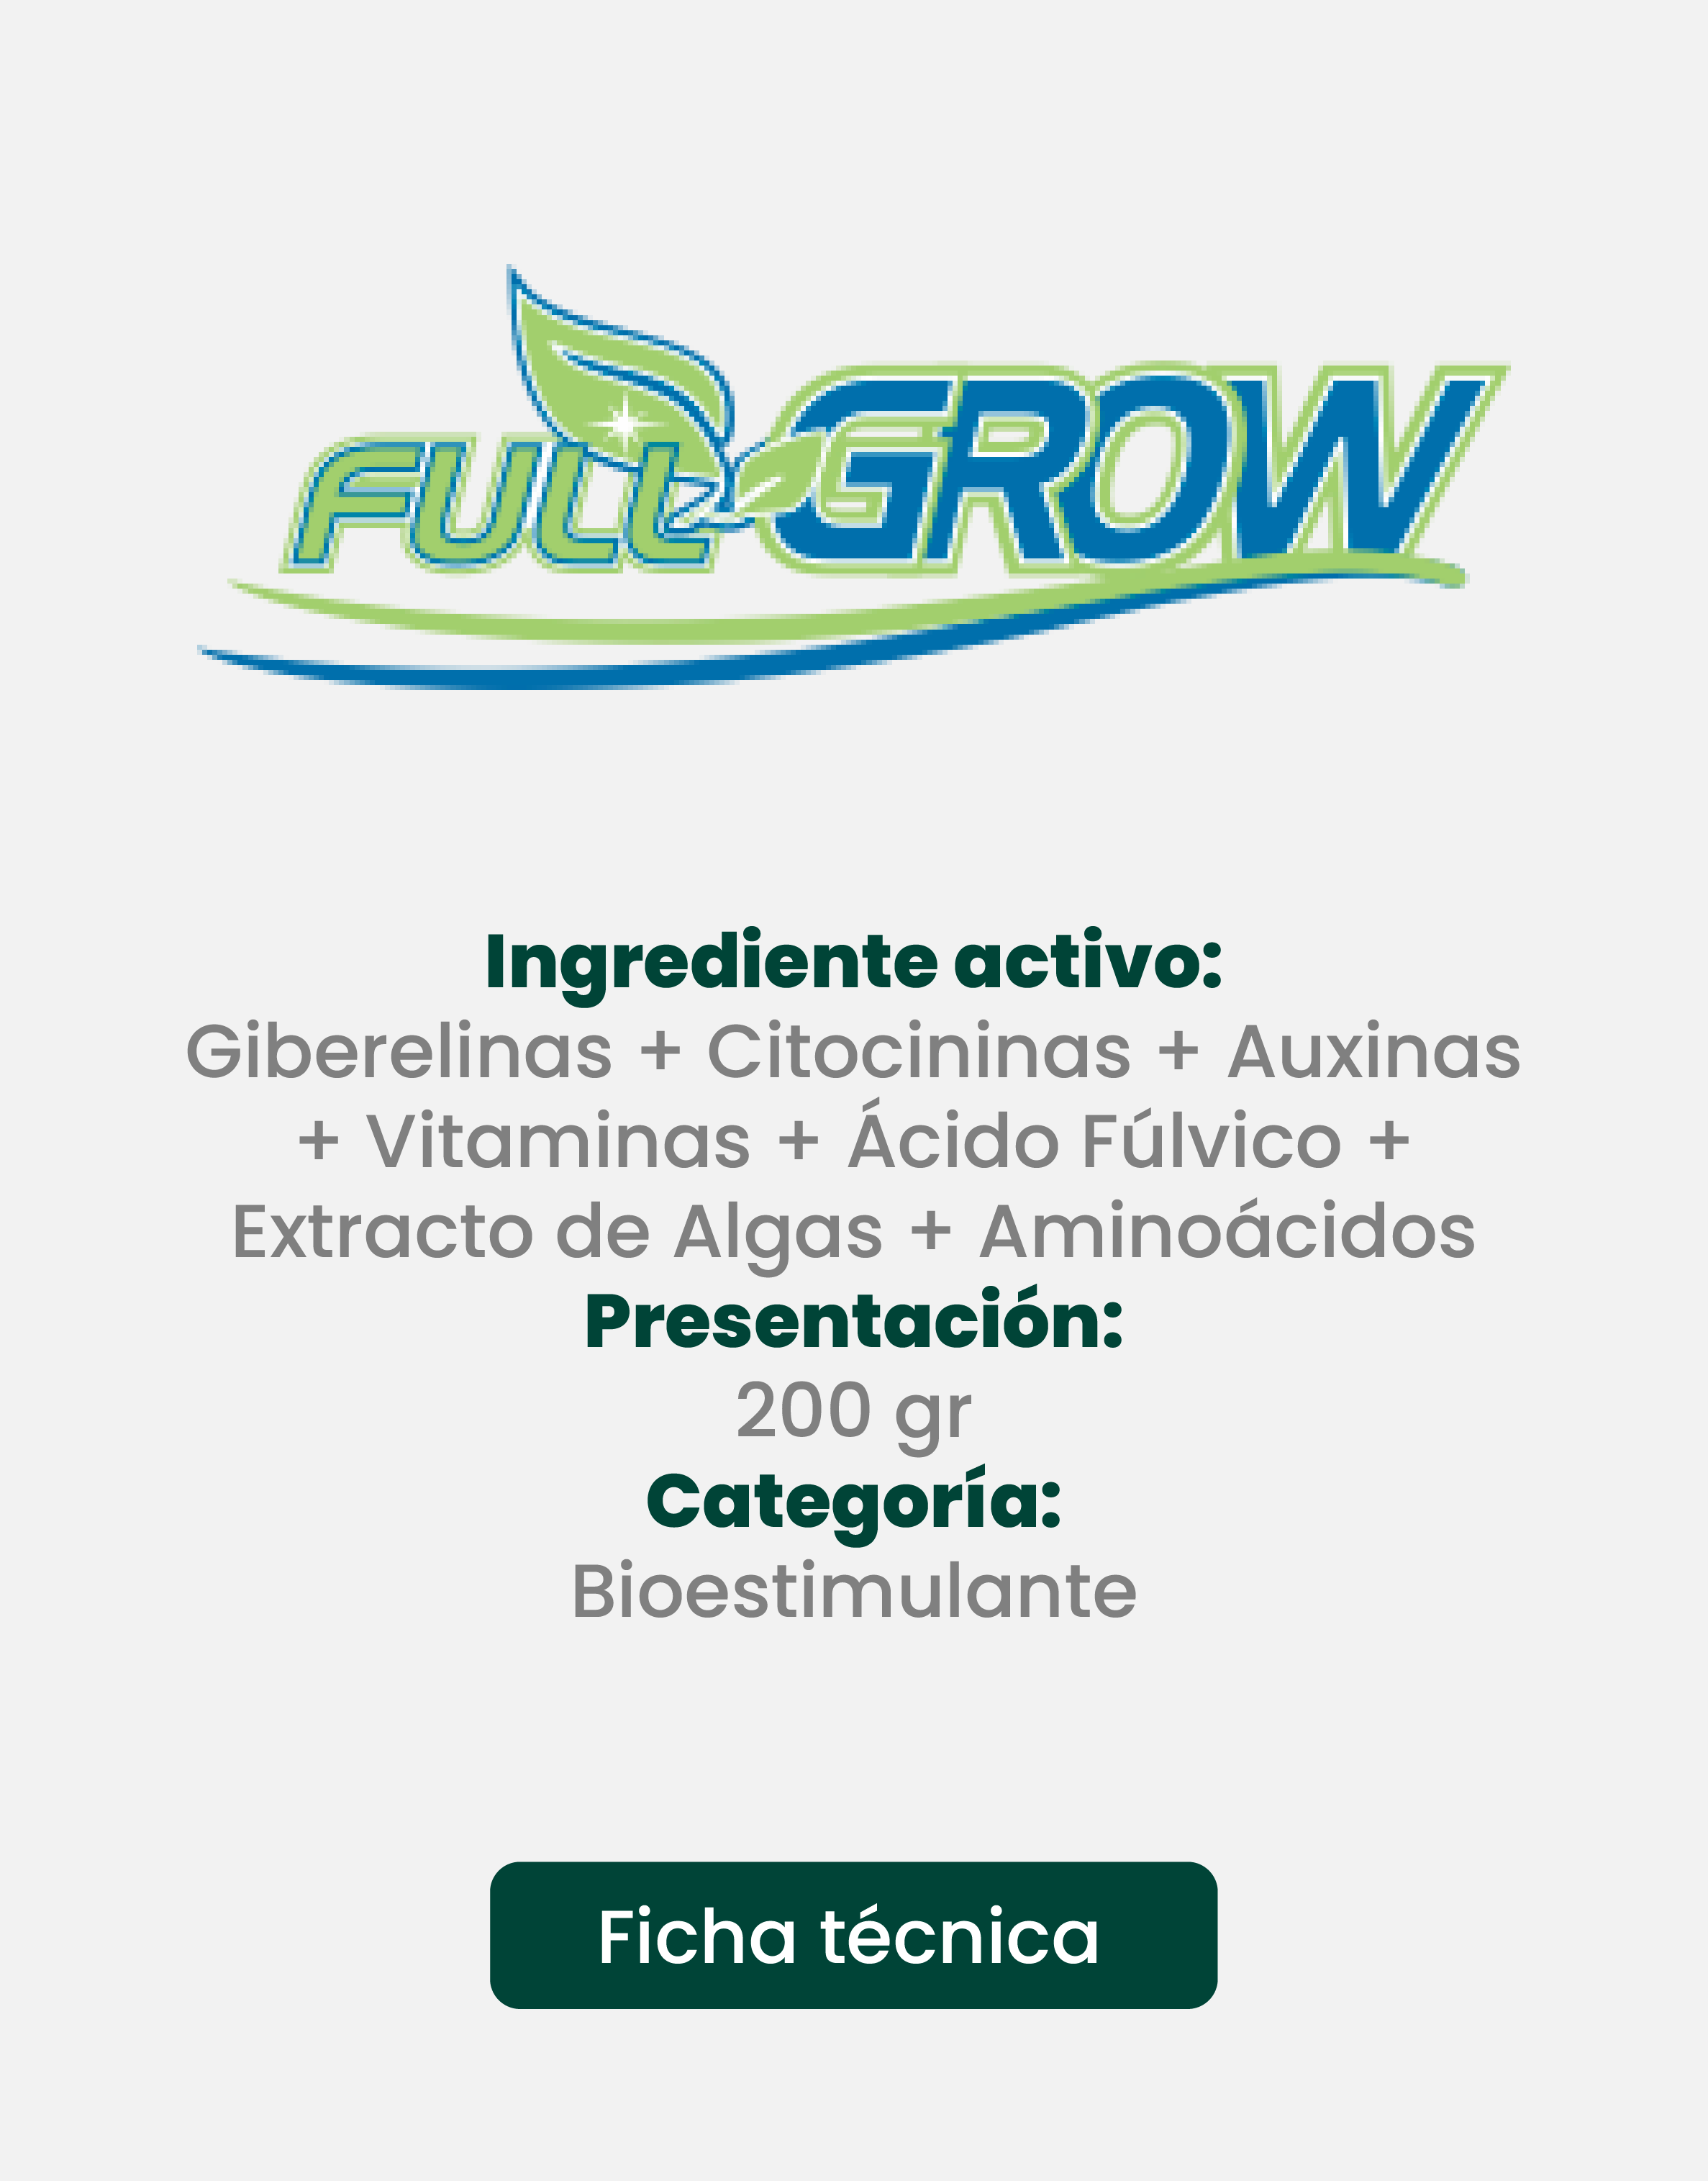 FULL GROW
Ingrediente activo:
Giberelinas + Citocininas + Auxinas
+ Vitaminas + Ácido Fúlvico +
Extracto de Algas + Aminoácidos
Presentación:
200 gr
Categoría:
Bioestimulante
Ficha técnica